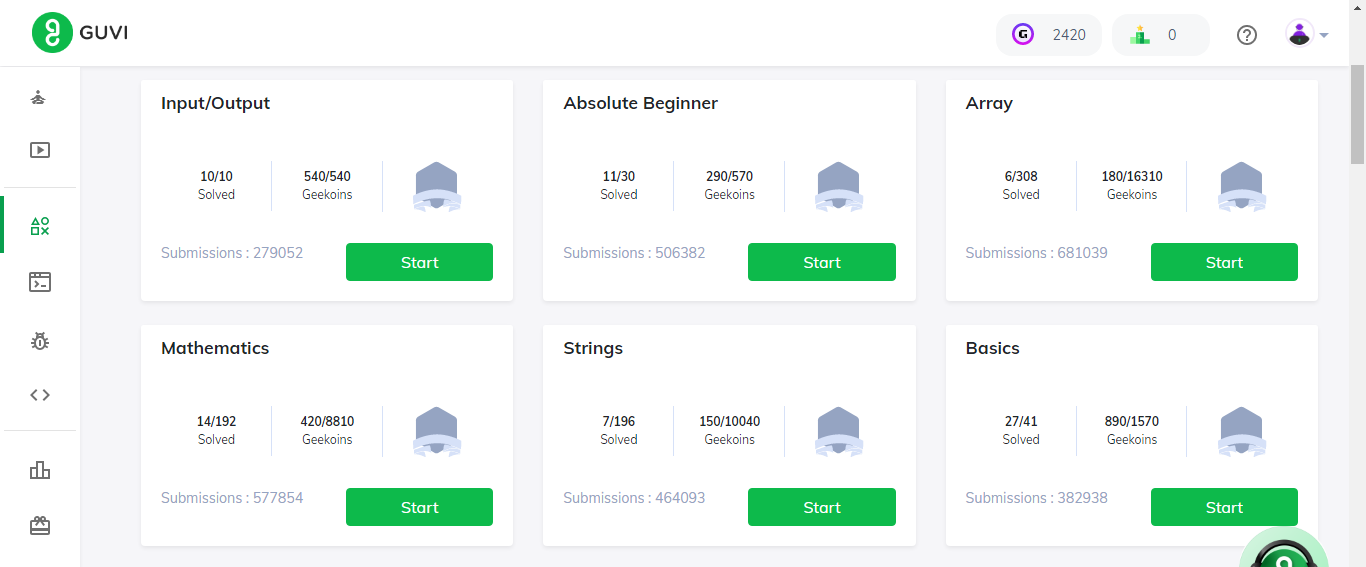 GUVI
2420
0
Input/Output
10/10
Solved
540/540
Geekoins
Submissions : 279052
Start
Absolute Beginner
11/30
Solved
290/570
Geekoins
Submissions : 506382
Start
Array
6/308
Solved
180/16310
Geekoins
Submissions : 681039
Start
Mathematics
14/192
Solved
420/8810
Geekoins
Submissions : 577854
Start
Strings
7/196
Solved
150/10040
Geekoins
Submissions : 464093
Start
Basics
27/41
Solved
890/1570
Geekoins
Submissions : 382938
Start